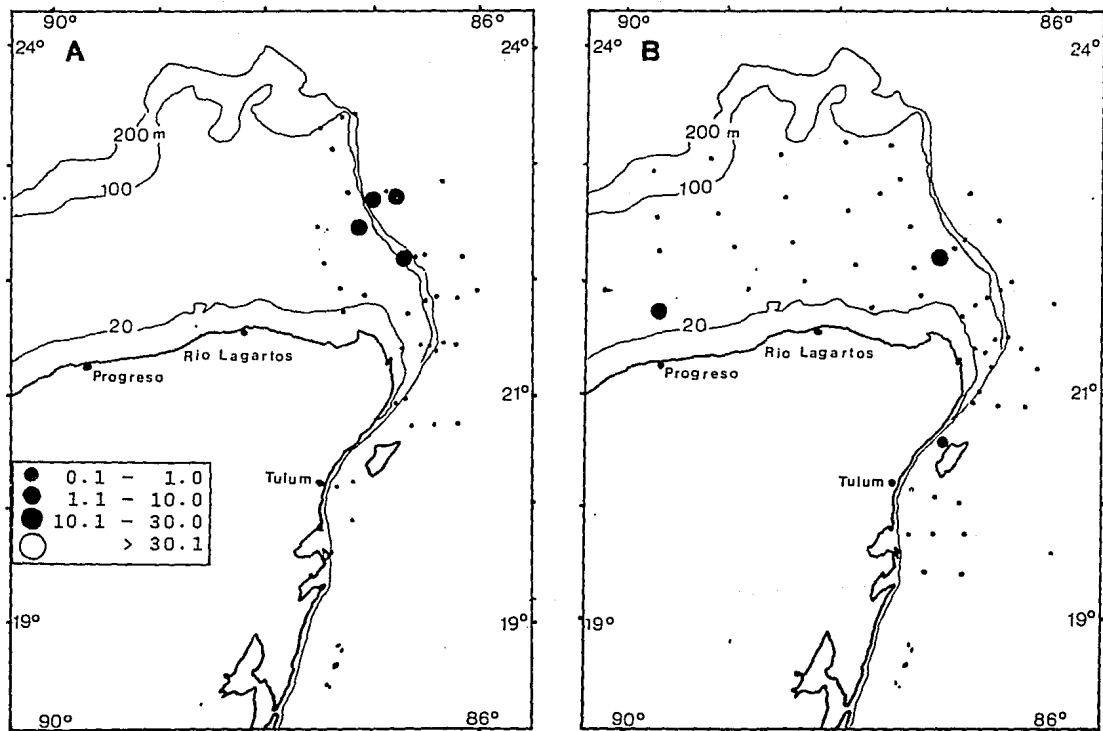 90° 86°
24° 24°
A
200 m
100
20
Rio Lagartos
Progreso
21°
Tulum
0.1 - 1.0
1.1 - 10.0
10.1 - 30.0
> 30.1
19°
90° 86°
90° 86°
24° 24°
B
200 m
100
20
Rio Lagartos
Progreso
21°
Tulum
19°
90° 86°